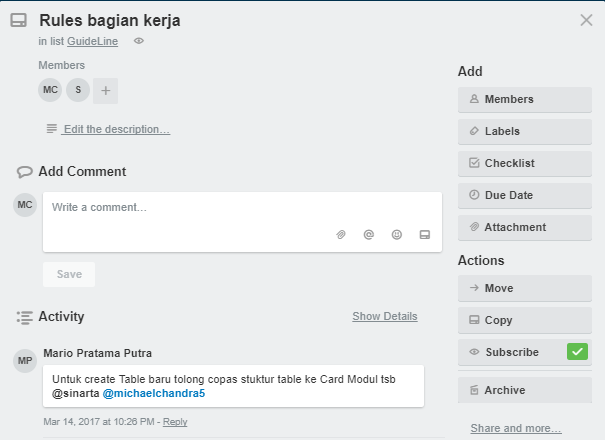 Rules bagian kerja
in list GuideLine
Members
MC S +
Edit the description...
Add Comment
MC
Write a comment...
Save
Activity
Show Details
MP
Mario Pratama Putra
Untuk create Table baru tolong copas stuktur table ke Card Modul tsb
@sinarta @michaelchandra5
Mar 14, 2017 at 10:26 PM - Reply
Add
Members
Labels
Checklist
Due Date
Attachment
Actions
Move
Copy
Subscribe
Archive
Share and more...